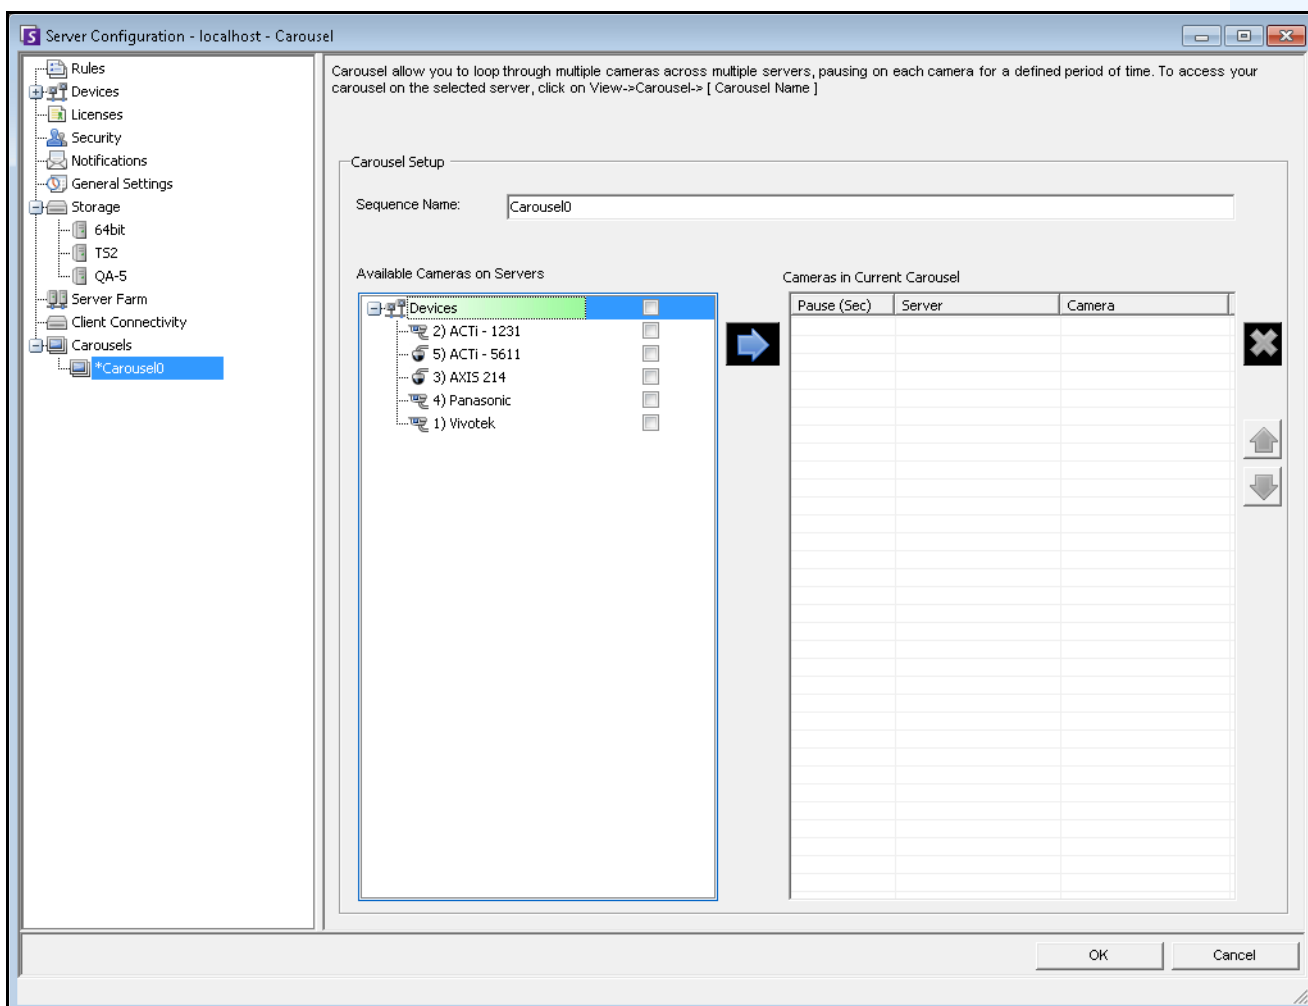 Server Configuration - localhost - Carousel
Rules
Devices
Licenses
Security
Notifications
General Settings
Storage
64bit
TS2
QA-5
Server Farm
Client Connectivity
Carousels
*Carousel0
Carousel allow you to loop through multiple cameras across multiple servers, pausing on each camera for a defined period of time. To access your
carousel on the selected server, click on View->Carousel-> [ Carousel Name ]
Carousel Setup
Sequence Name:
Carousel0
Available Cameras on Servers
Devices
2) ACTi - 1231
5) ACTi - 5611
3) AXIS 214
4) Panasonic
1) Vivotek
Cameras in Current Carousel
Pause (Sec) Server Camera
OK Cancel